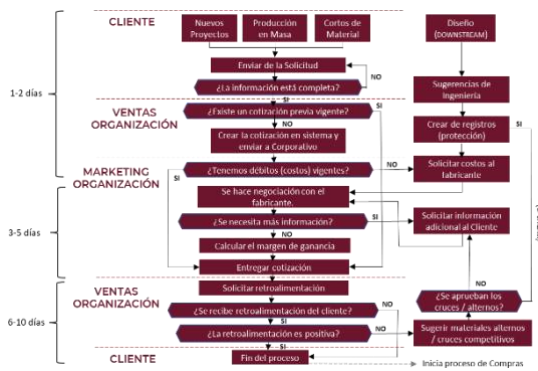 CLIENTE
Nuevos
Proyectos
Producción
en Masa
Cortos de
Material
Diseño
(DOWNSTREAM)
Enviar de la Solicitud
NO
¿La información está completa?
SI
Sugerencias de
Ingeniería
1-2 días
VENTAS
ORGANIZACIÓN
¿Existe un cotización previa vigente?
SI
NO
Crear la cotización en sistema y
enviar a Corporativo
Crear de registros
(protección)
SI
¿Tenemos débitos (costos) vigentes?
NO
Solicitar costos al
fabricante
MARKETING
ORGANIZACIÓN
SI
Se hace negociación con el
fabricante.
¿Se necesita más información?
SI
Solicitar información
adicional al Cliente
3-5 días
NO
NO
Calcular el margen de ganancia
Entregar cotización
NO
VENTAS
ORGANIZACIÓN
Solicitar retroalimentación
¿Se aprueban los
cruces / alternos?
6-10 días
¿Se recibe retroalimentación del cliente?
NO
SI
¿La retroalimentación es positiva?
NO
Sugerir materiales alternos
/ cruces competitivos
SI
CLIENTE
Fin del proceso
Inicia proceso de Compras